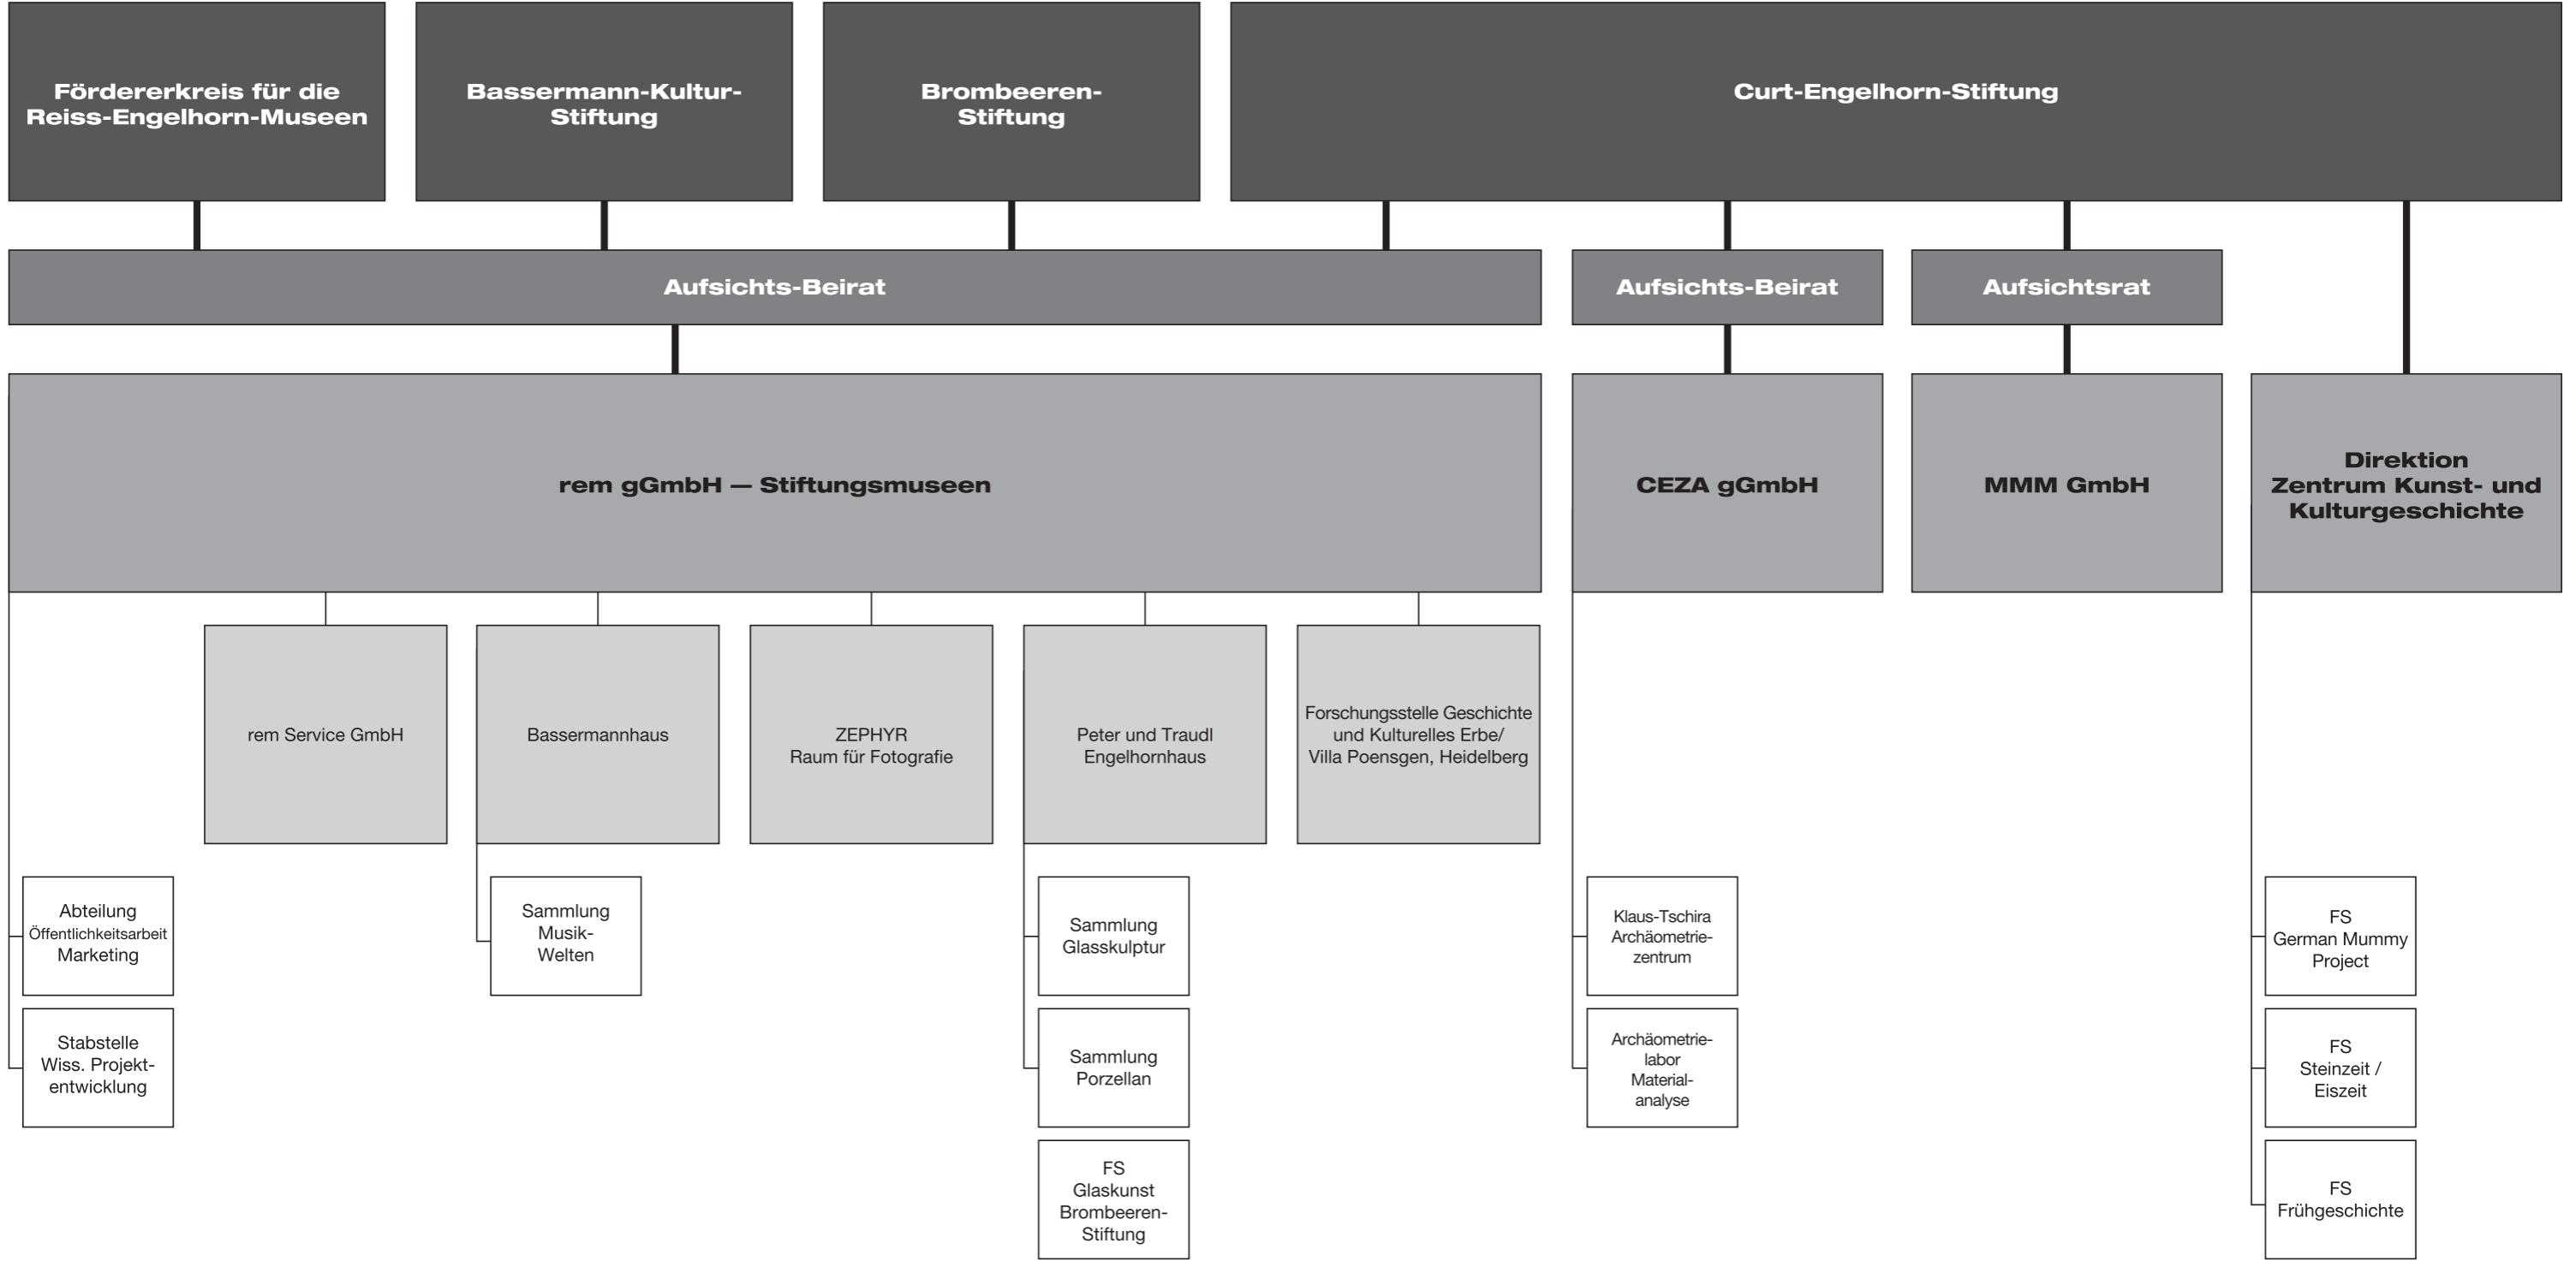 Fördererkreis für die
Reiss-Engelhorn-Museen
Bassermann-Kultur-
Stiftung
Brombeeren-
Stiftung
Curt-Engelhorn-Stiftung
Aufsichts-Beirat
Aufsichts-Beirat
Aufsichtsrat
rem gGmbH — Stiftungsmuseen
CEZA gGmbH
MMM GmbH
Direktion
Zentrum Kunst- und
Kulturgeschichte
rem Service GmbH
Bassermannhaus
ZEPHYR
Raum für Fotografie
Peter und Traudl
Engelhornhaus
Forschungsstelle Geschichte
und Kulturelles Erbe/
Villa Poensgen, Heidelberg
Abteilung
Öffentlichkeitsarbeit
Marketing
Sammlung
Musik-
Welten
Sammlung
Glasskulptur
Klaus-Tschira
Archäometrie-
zentrum
FS
German Mummy
Project
Stabstelle
Wiss. Projekt-
entwicklung
Sammlung
Porzellan
Archäometrie-
labor
Material-
analyse
FS
Steinzeit /
Eiszeit
FS
Glaskunst
Brombeeren-
Stiftung
FS
Frühgeschichte